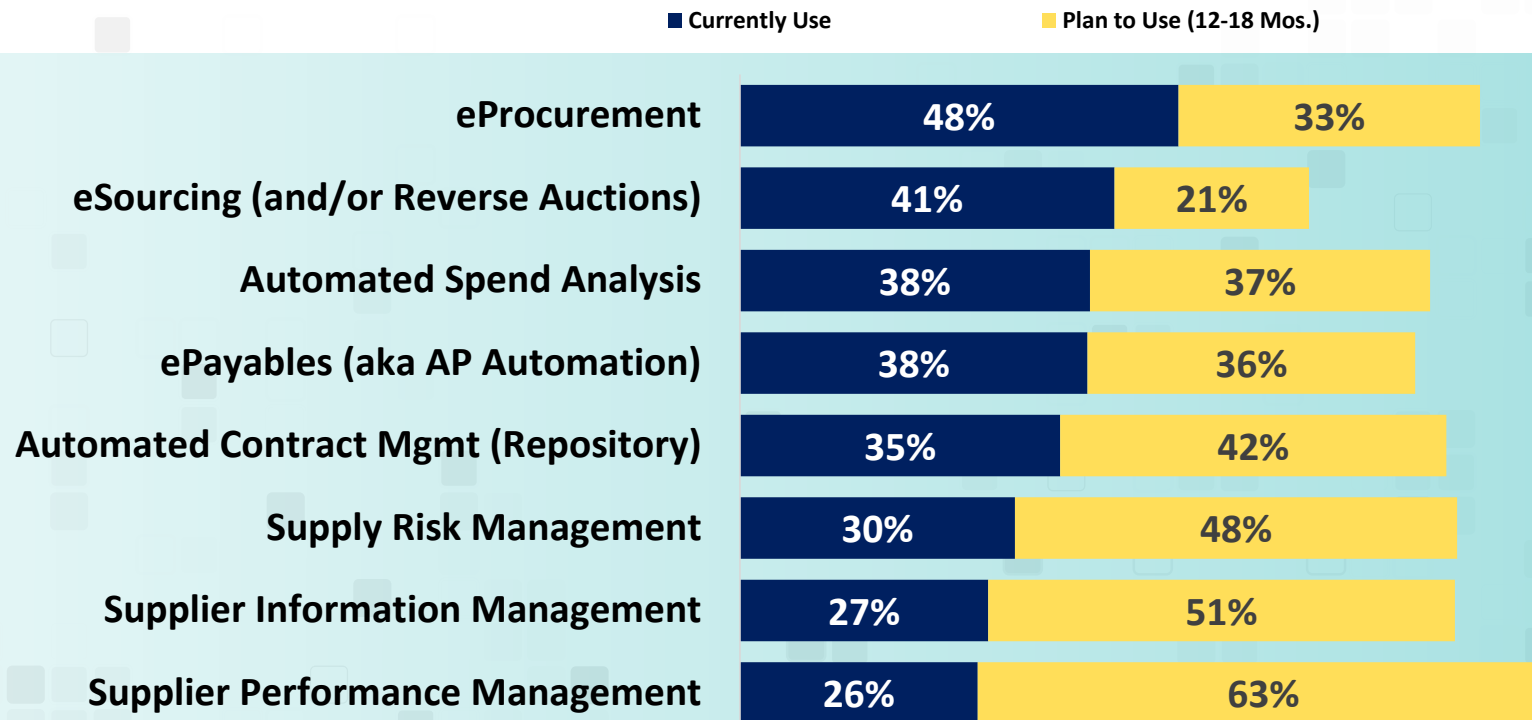 Currently Use Plan to Use (12-18 Mos.)
eProcurement 48% 33%
eSourcing (and/or Reverse Auctions) 41% 21%
Automated Spend Analysis 38% 37%
ePayables (aka AP Automation) 38% 36%
Automated Contract Mgmt (Repository) 35% 42%
Supply Risk Management 30% 48%
Supplier Information Management 27% 51%
Supplier Performance Management 26% 63%